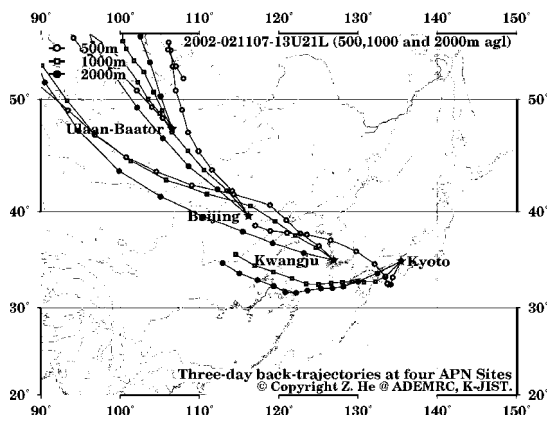 90° 100° 110° 120° 130° 140° 150°
2002-021107-13U21L (500,1000 and 2000m agl)
500m
1000m
2000m
50° 50°
Ulaan-Baator
40° 40°
Beijing
Kwangju
Kyoto
30° 30°
Three-day back-trajectories at four APN Sites
© Copyright Z. He @ ADEMRC, K-JIST.
20° 20°
90° 100° 110° 120° 130° 140° 150°